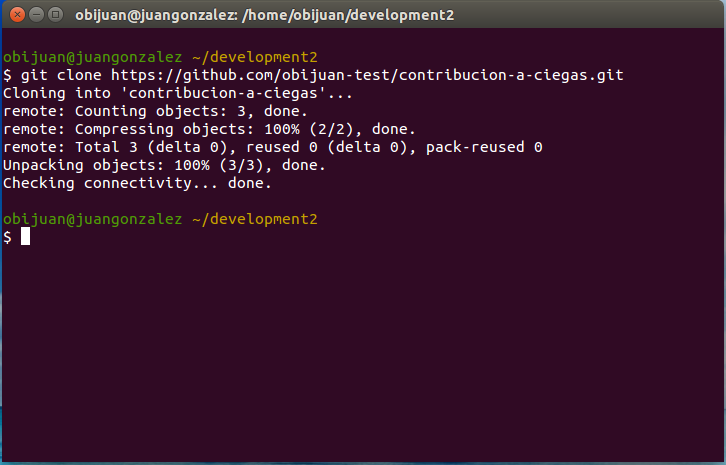 obijuan@juangonzalez: /home/obijuan/development2
obijuan@juangonzalez ~/development2
$ git clone https://github.com/obijuan-test/contribucion-a-ciegas.git
Cloning into 'contribucion-a-ciegas'...
remote: Counting objects: 3, done.
remote: Compressing objects: 100% (2/2), done.
remote: Total 3 (delta 0), reused 0 (delta 0), pack-reused 0
Unpacking objects: 100% (3/3), done.
Checking connectivity... done.
obijuan@juangonzalez ~/development2
$